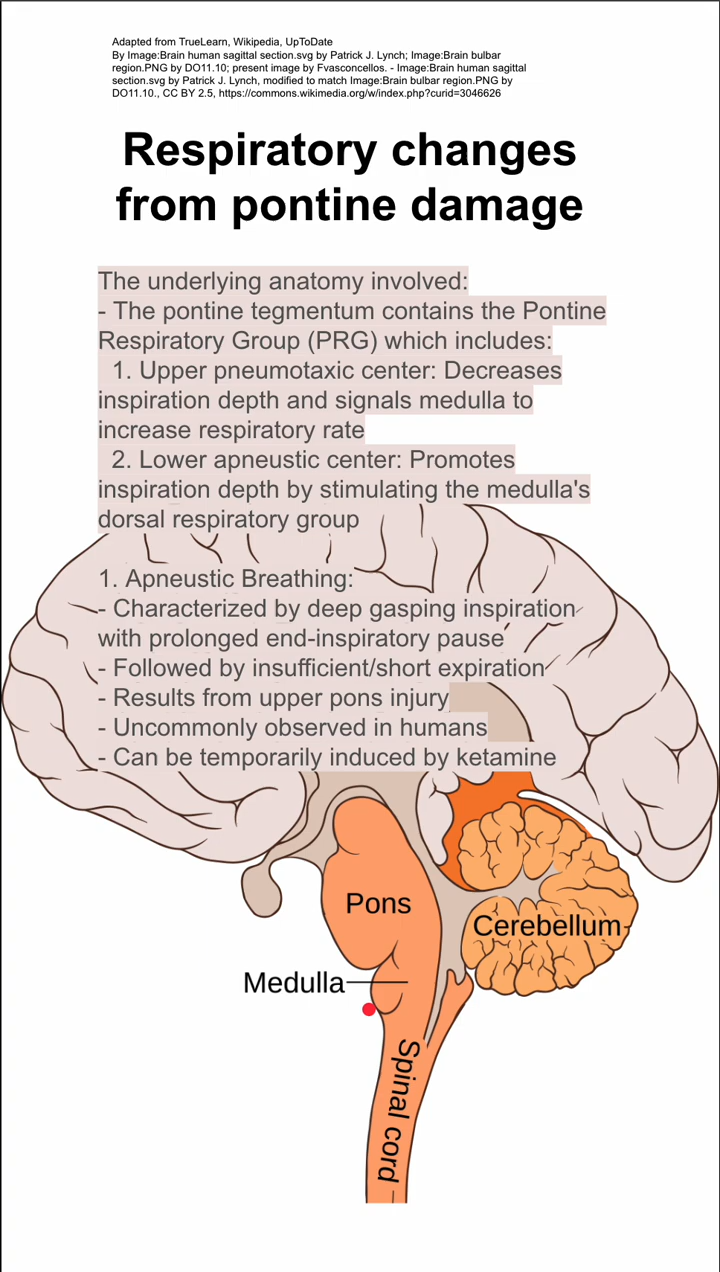 Adapted from TrueLearn, Wikipedia, UpToDate
By Image:Brain human sagittal section.svg by Patrick J. Lynch; Image:Brain bulbar
region.PNG by DO11.10; present image by Fvasconcellos. - Image:Brain human sagittal
section.svg by Patrick J. Lynch, modified to match Image:Brain bulbar region.PNG by
DO11.10., CC BY 2.5, https://commons.wikimedia.org/w/index.php?curid=3046626
Respiratory changes
from pontine damage
The underlying anatomy involved:
- The pontine tegmentum contains the Pontine
Respiratory Group (PRG) which includes:
1. Upper pneumotaxic center: Decreases
inspiration depth and signals medulla to
increase respiratory rate
2. Lower apneustic center: Promotes
inspiration depth by stimulating the medulla's
dorsal respiratory group
1. Apneustic Breathing:
- Characterized by deep gasping inspiration
with prolonged end-inspiratory pause
- Followed by insufficient/short expiration
- Results from upper pons injury
- Uncommonly observed in humans
- Can be temporarily induced by ketamine
Pons
Cerebellum
Medulla
Spinal cord